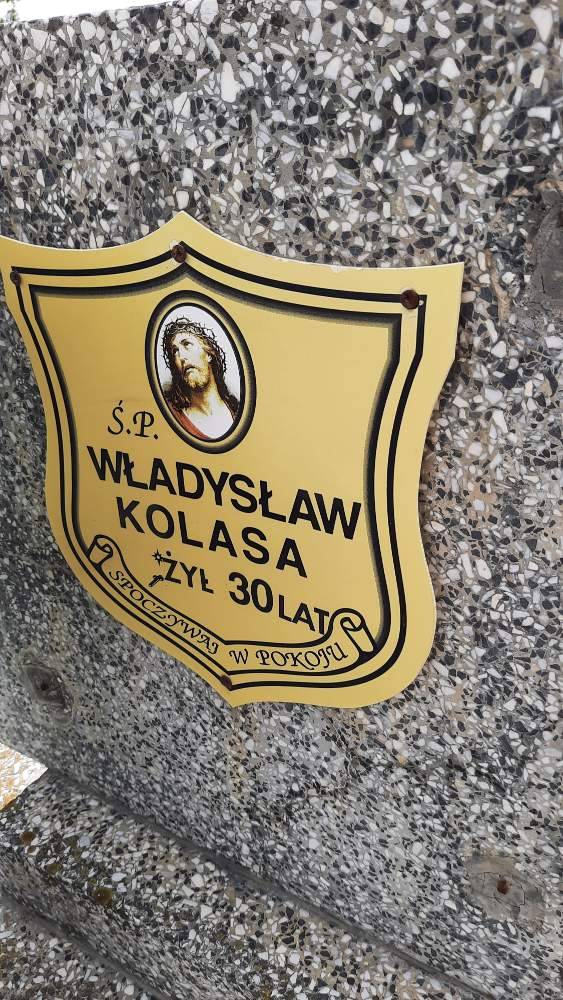 Ś.P.
WŁADYSŁAW
KOLASA
ŻYŁ 30 LAT
SPOCZYWAJ W POKOJU